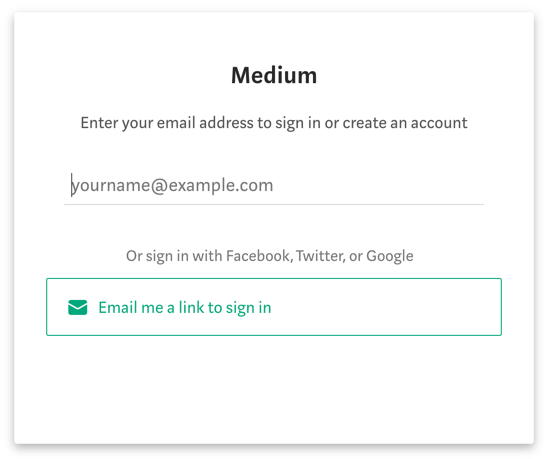 Medium
Enter your email address to sign in or create an account
yourname@example.com
Or sign in with Facebook, Twitter, or Google
Email me a link to sign in